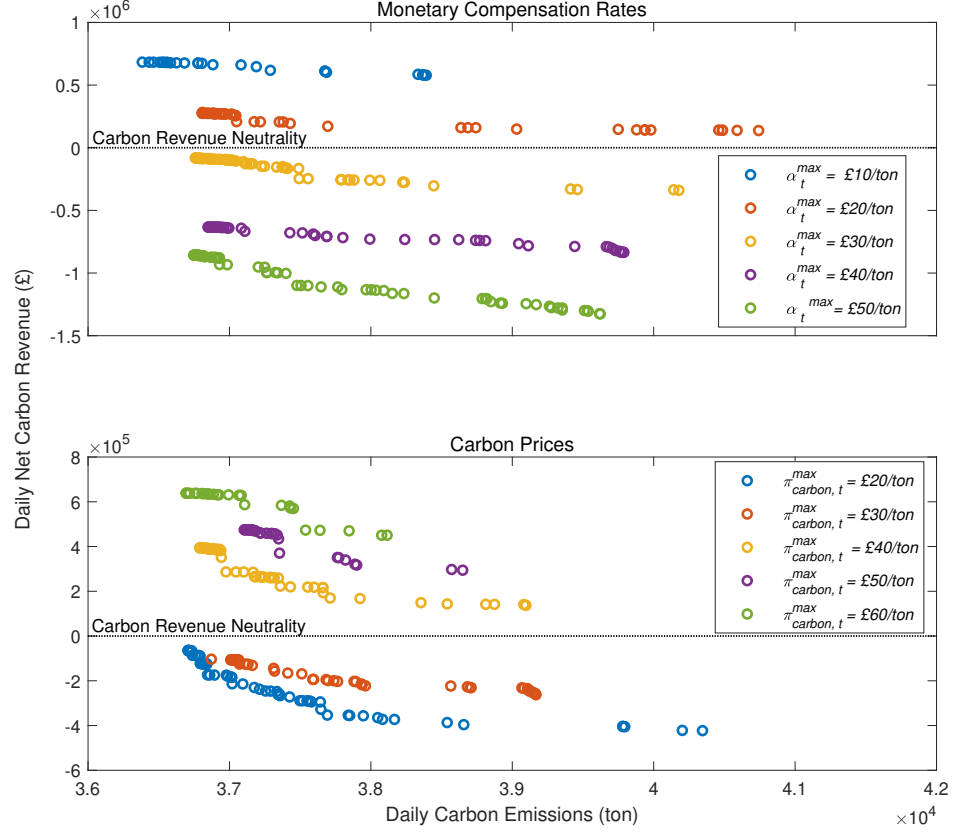 Monetary Compensation Rates
×10^6
1
0.5
0
-0.5
-1
-1.5
Carbon Revenue Neutrality
α_t^max = £10/ton
α_t^max = £20/ton
α_t^max = £30/ton
α_t^max = £40/ton
α_t^max = £50/ton
Daily Net Carbon Revenue (£)
Carbon Prices
×10^5
8
6
4
2
0
-2
-4
-6
Carbon Revenue Neutrality
π_carbon, t^max = £20/ton
π_carbon, t^max = £30/ton
π_carbon, t^max = £40/ton
π_carbon, t^max = £50/ton
π_carbon, t^max = £60/ton
3.6 3.7 3.8 3.9 4 4.1 4.2
Daily Carbon Emissions (ton)
×10^4